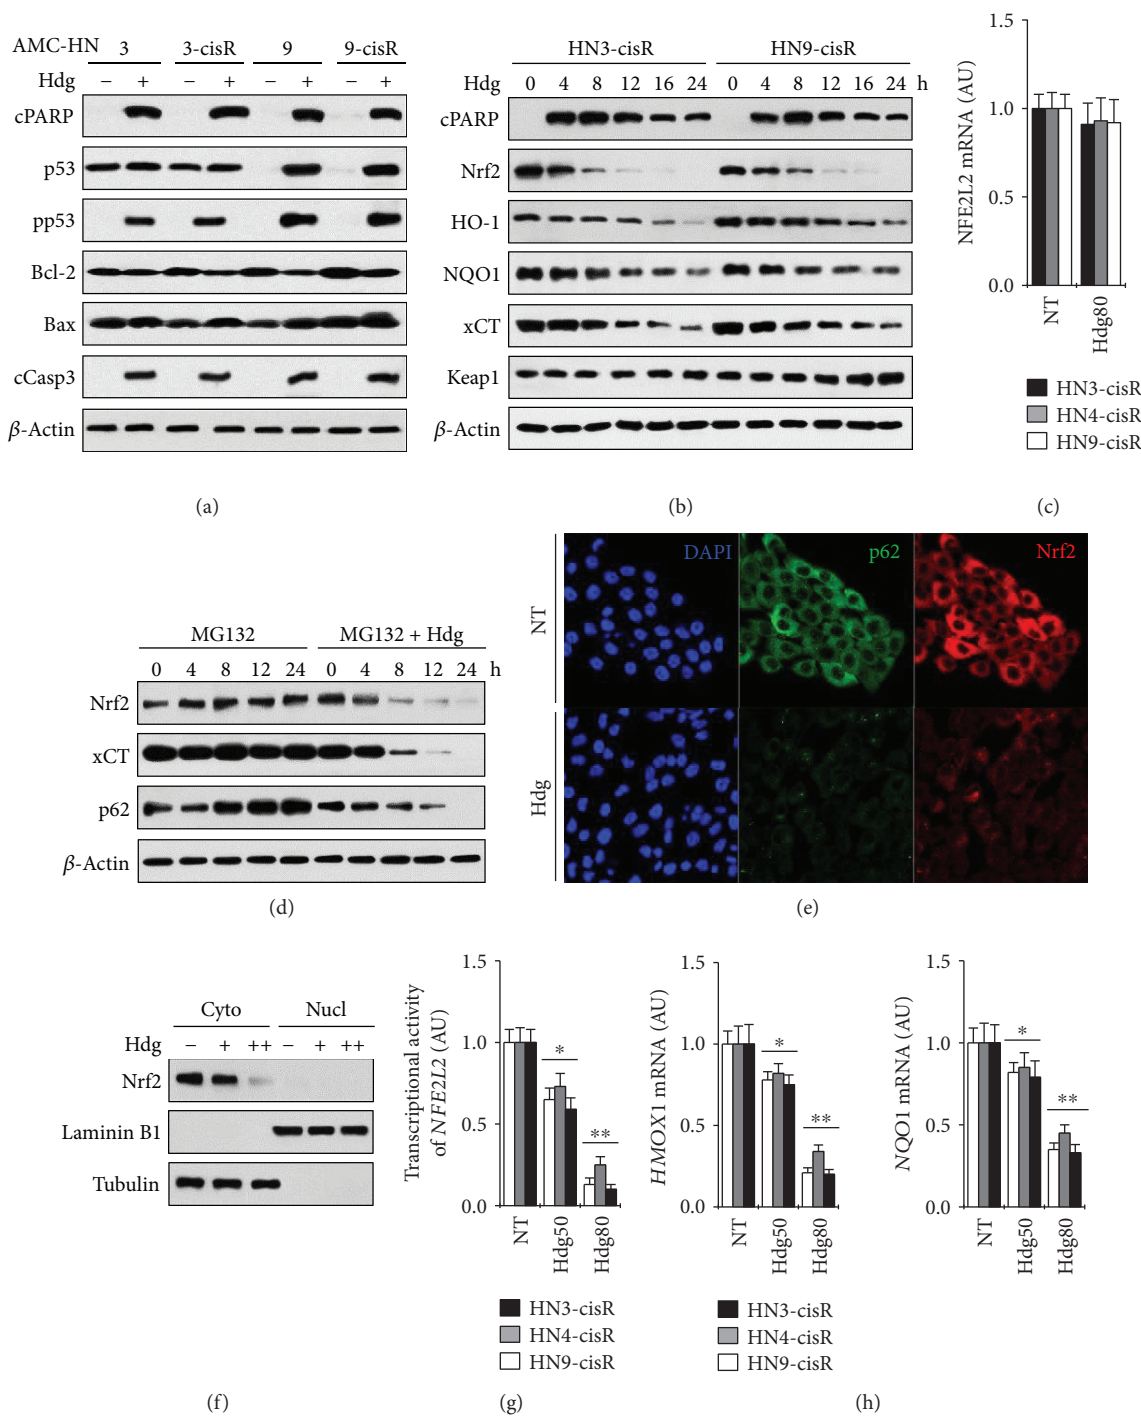 AMC-HN 3 3-cisR 9 9-cisR
Hdg − + − + − + − +
cPARP
p53
pp53
Bcl-2
Bax
cCasp3
β-Actin
(a)
HN3-cisR HN9-cisR
Hdg 0 4 8 12 16 24 0 4 8 12 16 24 h
cPARP
Nrf2
HO-1
NQO1
xCT
Keap1
β-Actin
(b)
NFE2L2 mRNA (AU)
1.5
1.0
0.5
0.0
NT
Hdg80
HN3-cisR
HN4-cisR
HN9-cisR
(c)
MG132 MG132 + Hdg
0 4 8 12 24 0 4 8 12 24 h
Nrf2
xCT
p62
β-Actin
(d)
NT
Hdg
DAPI p62 Nrf2
(e)
Cyto Nucl
Hdg − + ++ − + ++
Nrf2
Laminin B1
Tubulin
(f)
Transcriptional activity
of NFE2L2 (AU)
1.5
1.0
0.5
0.0
*
**
NT
Hdg50
Hdg80
HN3-cisR
HN4-cisR
HN9-cisR
(g)
HMOX1 mRNA (AU)
1.5
1.0
0.5
0.0
*
**
NT
Hdg50
Hdg80
HN3-cisR
HN4-cisR
HN9-cisR
NQO1 mRNA (AU)
1.5
1.0
0.5
0.0
*
**
NT
Hdg50
Hdg80
(h)